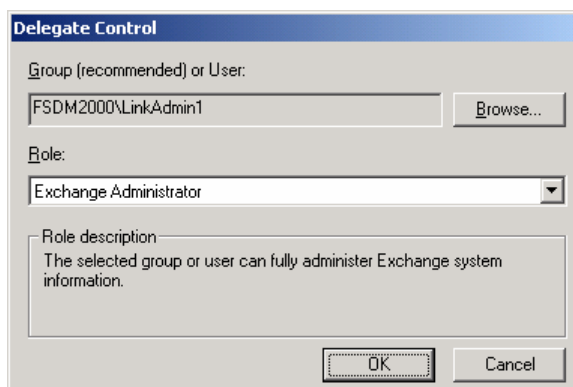 Delegate Control
Group (recommended) or User:
FSDM2000\LinkAdmin1
Browse...
Role:
Exchange Administrator
Role description
The selected group or user can fully administer Exchange system
information.
OK
Cancel